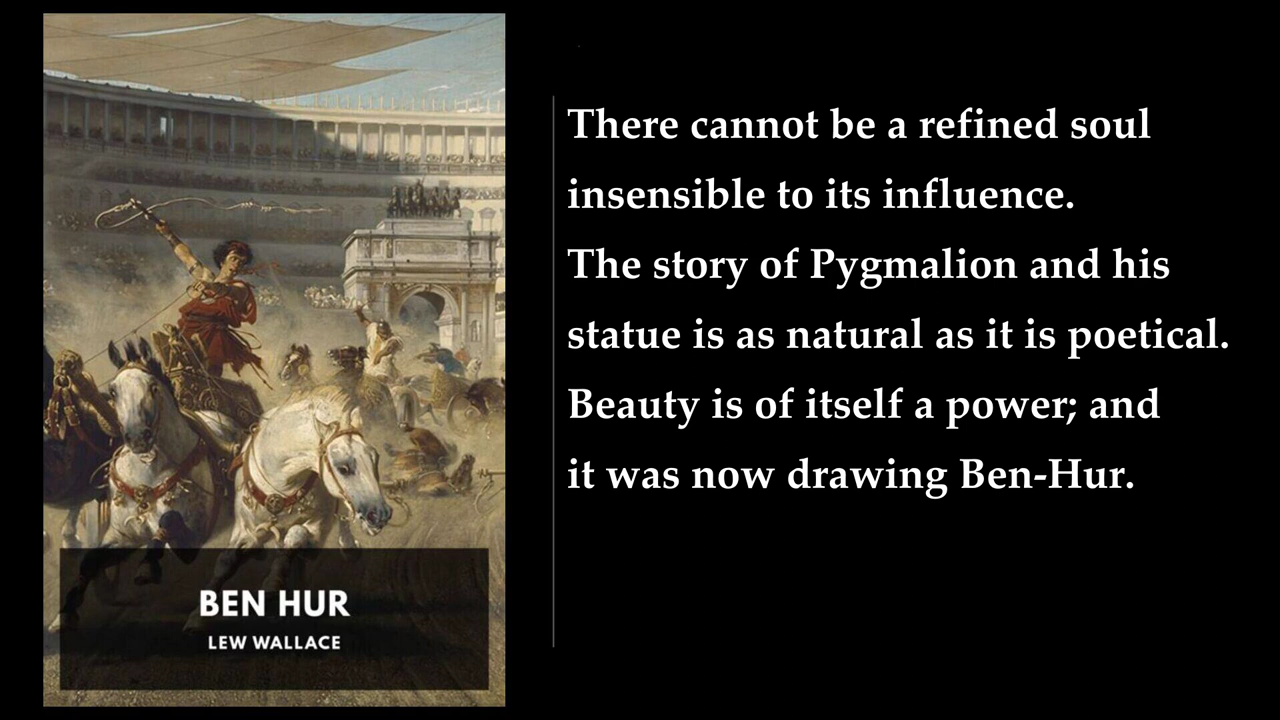 BEN HUR
LEW WALLACE
There cannot be a refined soul
insensible to its influence.
The story of Pygmalion and his
statue is as natural as it is poetical.
Beauty is of itself a power; and
it was now drawing Ben-Hur.